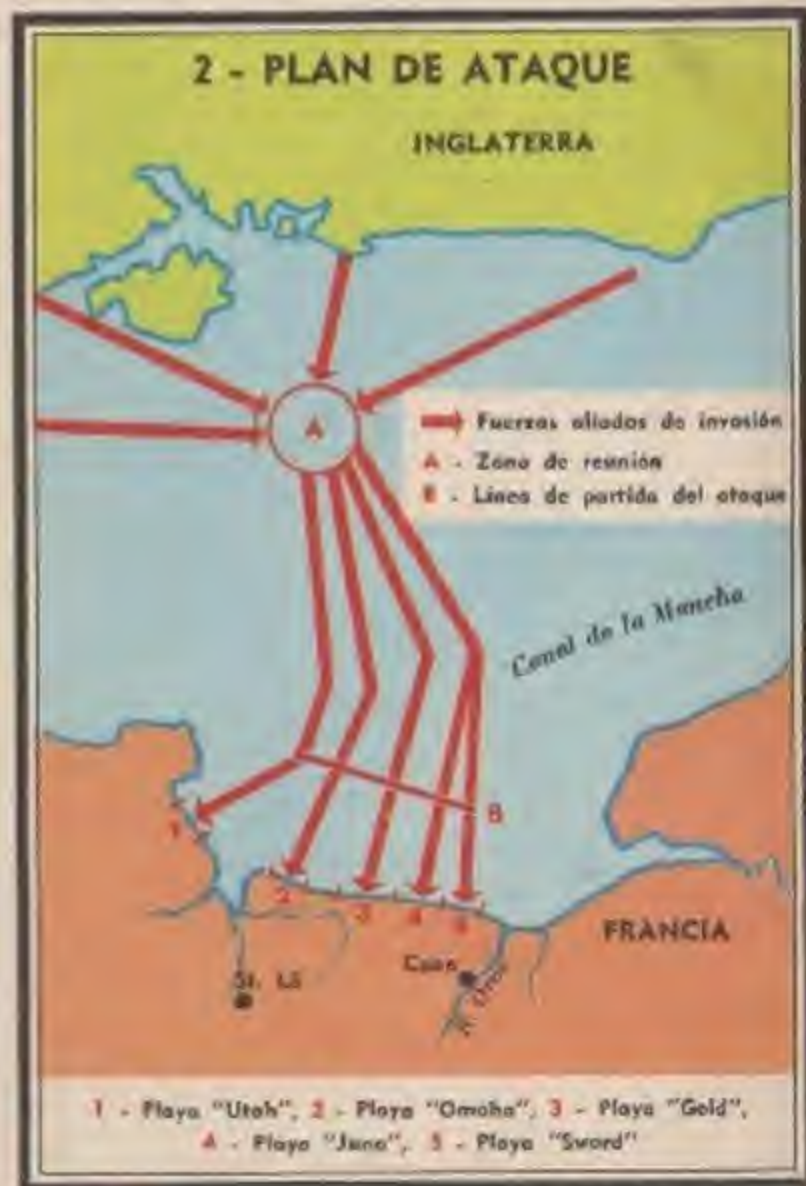 2 - PLAN DE ATAQUE
INGLATERRA
A
Fuerzas aliadas de invasión
A - Zona de reunión
B - Línea de partida del ataque
Canal de la Mancha
B
1
2
3
4
5
FRANCIA
Caen
St. Lô
R. Orne
1 - Playa "Utah", 2 - Playa "Omaha", 3 - Playa "Gold",
4 - Playa "Juno", 5 - Playa "Sword"